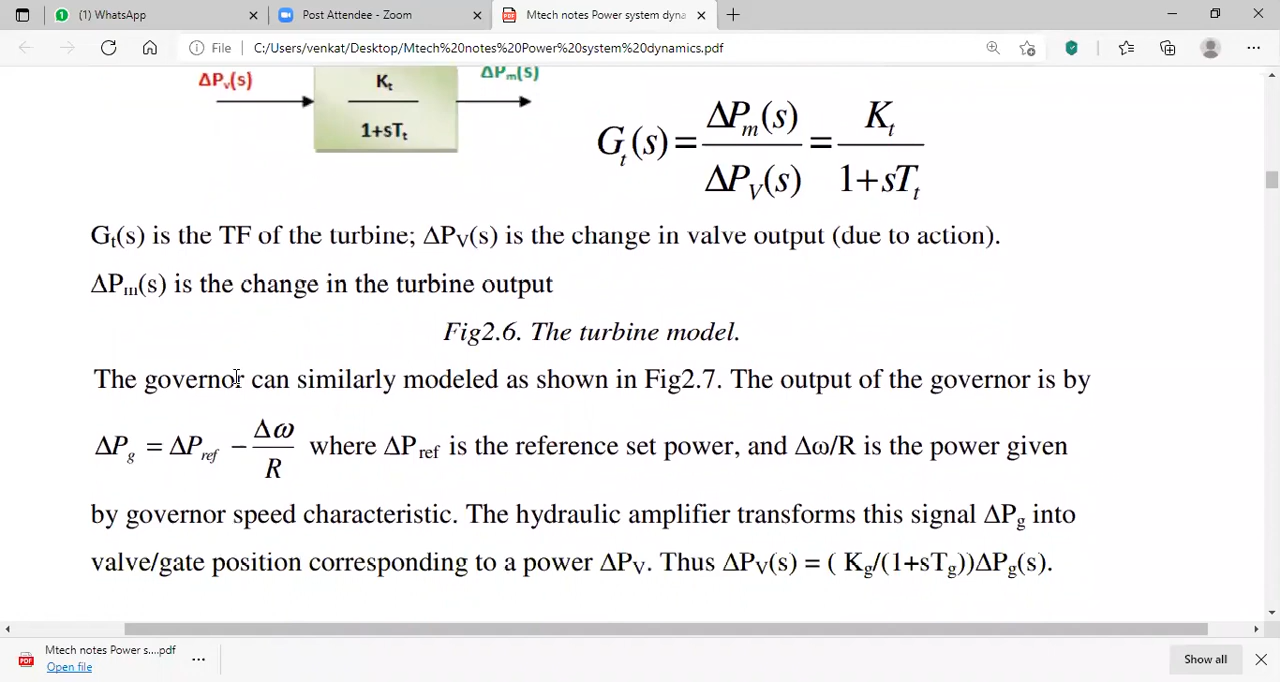 (1) WhatsApp
Post Attendee - Zoom
Mtech notes Power system dyna
File C:/Users/venkat/Desktop/Mtech%20notes%20Power%20system%20dynamics.pdf
ΔPv(s)
Kt
1+sTt
ΔPm(s)
Gt(s) = ΔPm(s)/ΔPV(s) = Kt/1+sTt
Gt(s) is the TF of the turbine; ΔPV(s) is the change in valve output (due to action).
ΔPm(s) is the change in the turbine output
Fig2.6. The turbine model.
The governor can similarly modeled as shown in Fig2.7. The output of the governor is by
ΔPg = ΔPref − Δω/R where ΔPref is the reference set power, and Δω/R is the power given
by governor speed characteristic. The hydraulic amplifier transforms this signal ΔPg into
valve/gate position corresponding to a power ΔPV. Thus ΔPV(s) = ( Kg/(1+sTg))ΔPg(s).
Mtech notes Power s....pdf
Open file
Show all